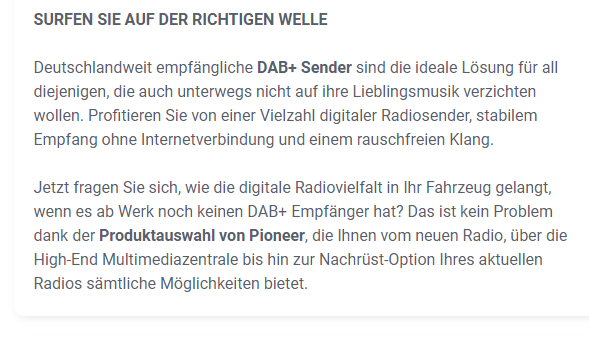 SURFEN SIE AUF DER RICHTIGEN WELLE
Deutschlandweit empfängliche DAB+ Sender sind die ideale Lösung für all
diejenigen, die auch unterwegs nicht auf ihre Lieblingsmusik verzichten
wollen. Profitieren Sie von einer Vielzahl digitaler Radiosender, stabilem
Empfang ohne Internetverbindung und einem rauschfreien Klang.
Jetzt fragen Sie sich, wie die digitale Radiovielfalt in Ihr Fahrzeug gelangt,
wenn es ab Werk noch keinen DAB+ Empfänger hat? Das ist kein Problem
dank der Produktauswahl von Pioneer, die Ihnen vom neuen Radio, über die
High-End Multimediazentrale bis hin zur Nachrüst-Option Ihres aktuellen
Radios sämtliche Möglichkeiten bietet.